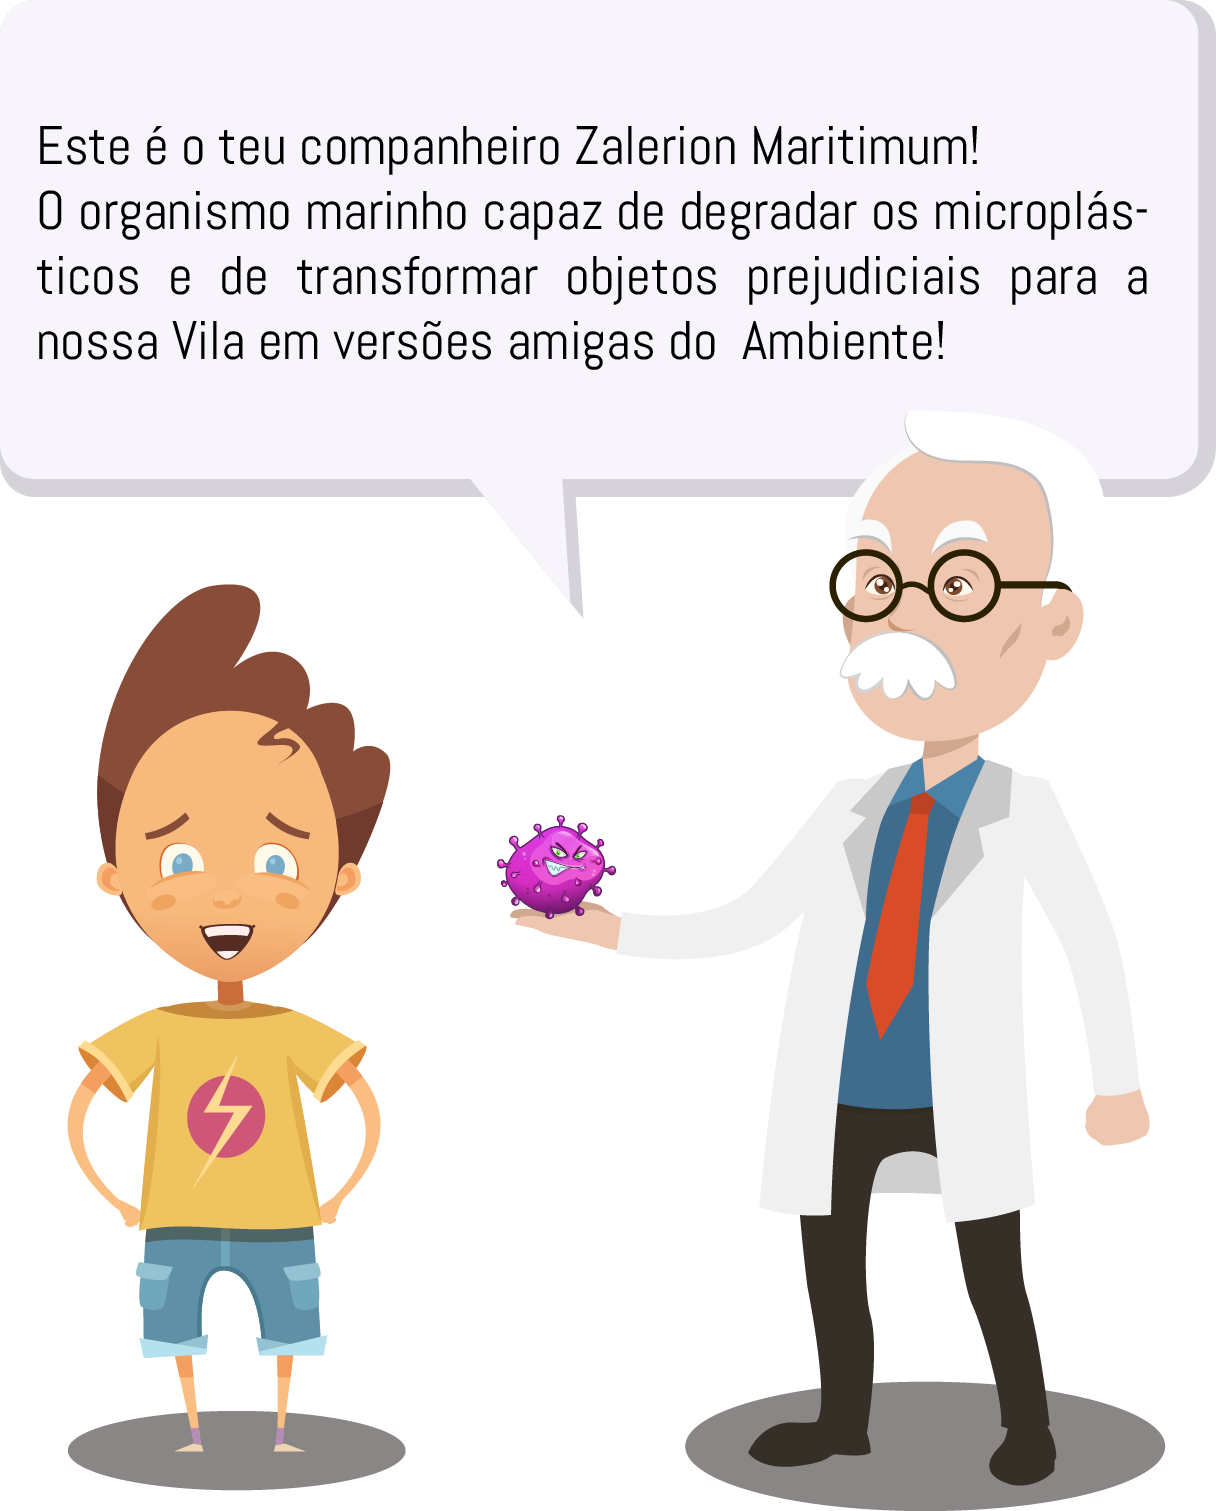 Este é o teu companheiro Zalerion Maritimum!
O organismo marinho capaz de degradar os microplás-
ticos e de transformar objetos prejudiciais para a
nossa Vila em versões amigas do Ambiente!